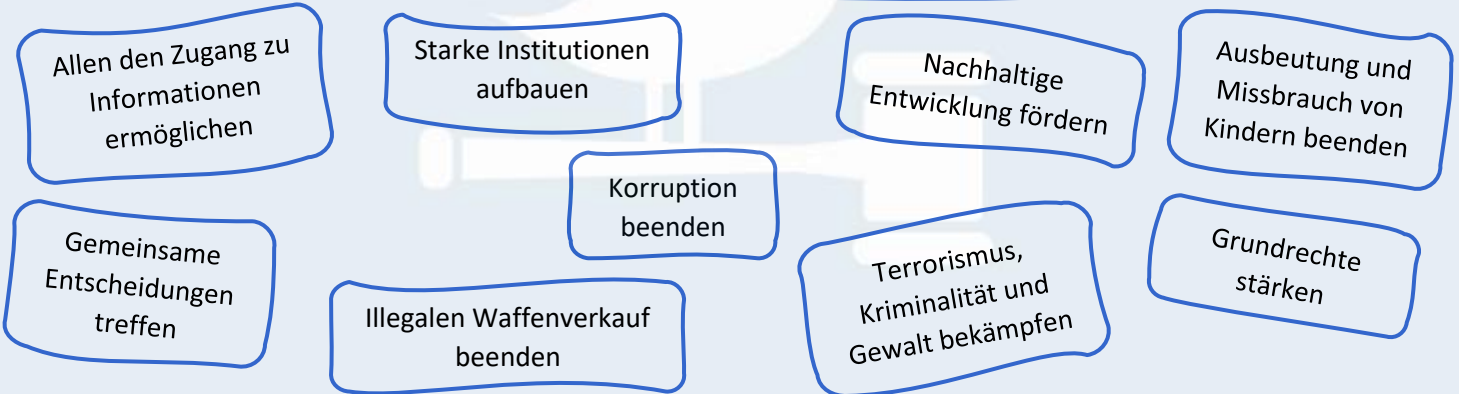 Allen den Zugang zu
Informationen
ermöglichen
Starke Institutionen
aufbauen
Nachhaltige
Entwicklung fördern
Ausbeutung und
Missbrauch von
Kindern beenden
Korruption
beenden
Gemeinsame
Entscheidungen
treffen
Illegalen Waffenverkauf
beenden
Terrorismus,
Kriminalität und
Gewalt bekämpfen
Grundrechte
stärken